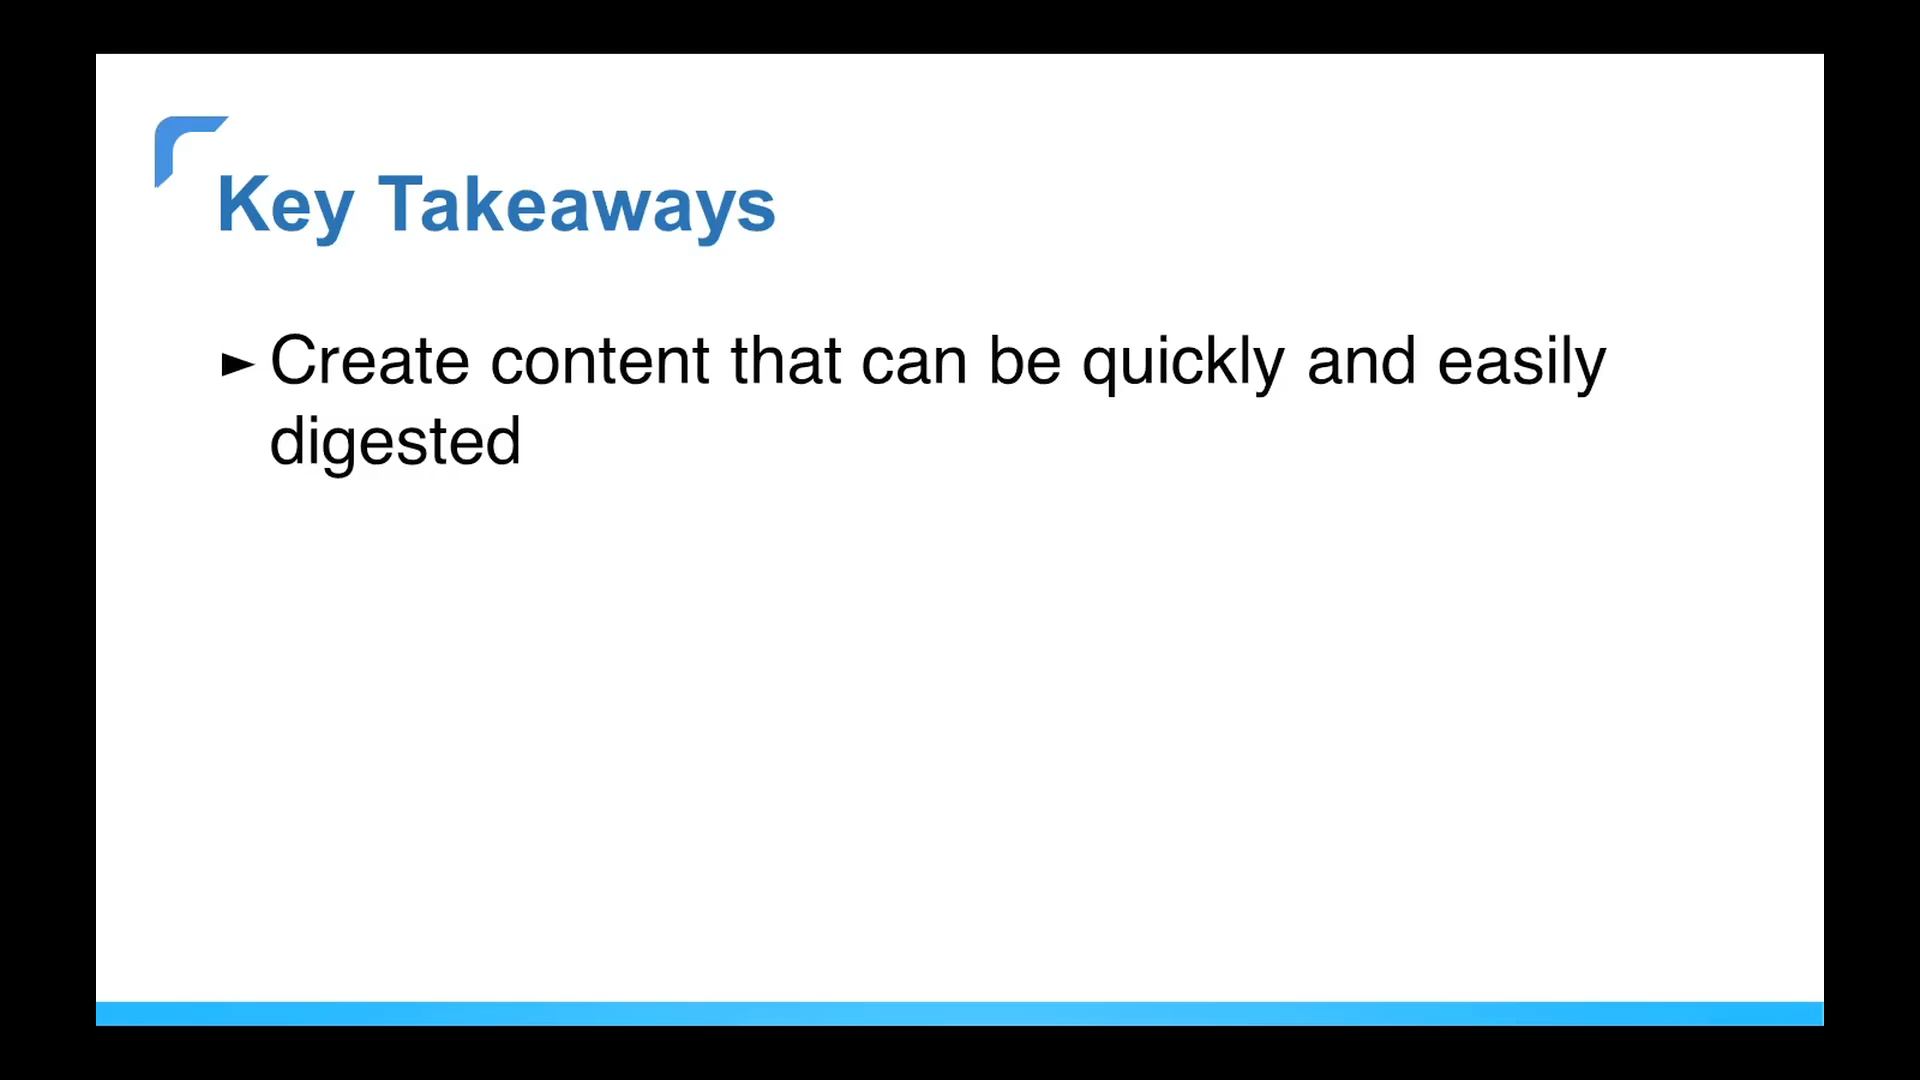 Key Takeaways
► Create content that can be quickly and easily
digested